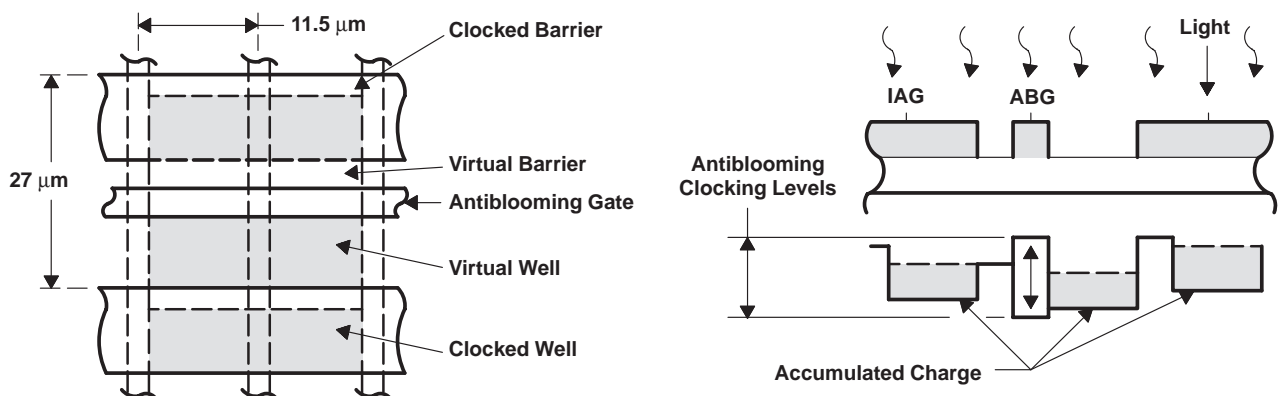 11.5 μm
Clocked Barrier
27 μm
Virtual Barrier
Antiblooming Gate
Virtual Well
Clocked Well
Light
IAG
ABG
Antiblooming
Clocking Levels
Accumulated Charge